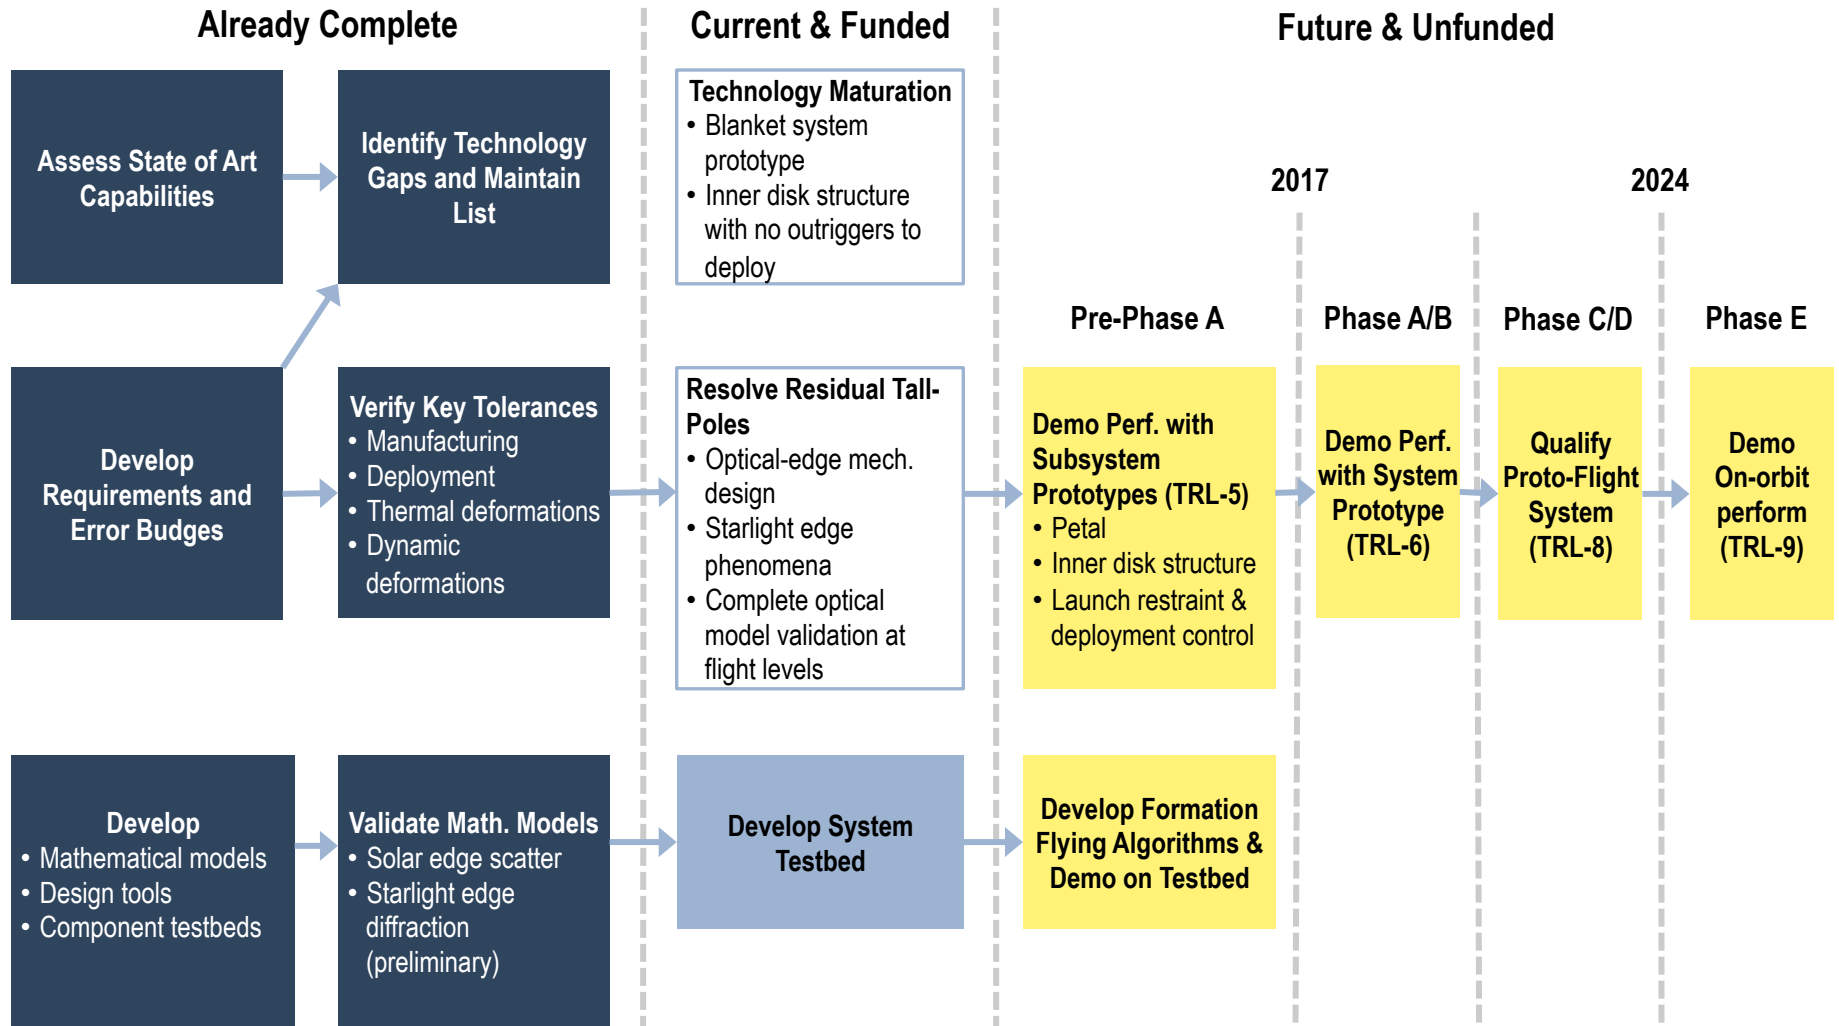 Already Complete
Current & Funded
Future & Unfunded
Assess State of Art
Capabilities
Identify Technology
Gaps and Maintain
List
Technology Maturation
• Blanket system
prototype
• Inner disk structure
with no outriggers to
deploy
2017
2024
Pre-Phase A
Phase A/B
Phase C/D
Phase E
Develop
Requirements and
Error Budges
Verify Key Tolerances
• Manufacturing
• Deployment
• Thermal deformations
• Dynamic
deformations
Resolve Residual Tall-
Poles
• Optical-edge mech.
design
• Starlight edge
phenomena
• Complete optical
model validation at
flight levels
Demo Perf. with
Subsystem
Prototypes (TRL-5)
• Petal
• Inner disk structure
• Launch restraint &
deployment control
Demo Perf.
with System
Prototype
(TRL-6)
Qualify
Proto-Flight
System
(TRL-8)
Demo
On-orbit
perform
(TRL-9)
Develop
• Mathematical models
• Design tools
• Component testbeds
Validate Math. Models
• Solar edge scatter
• Starlight edge
diffraction
(preliminary)
Develop System
Testbed
Develop Formation
Flying Algorithms &
Demo on Testbed